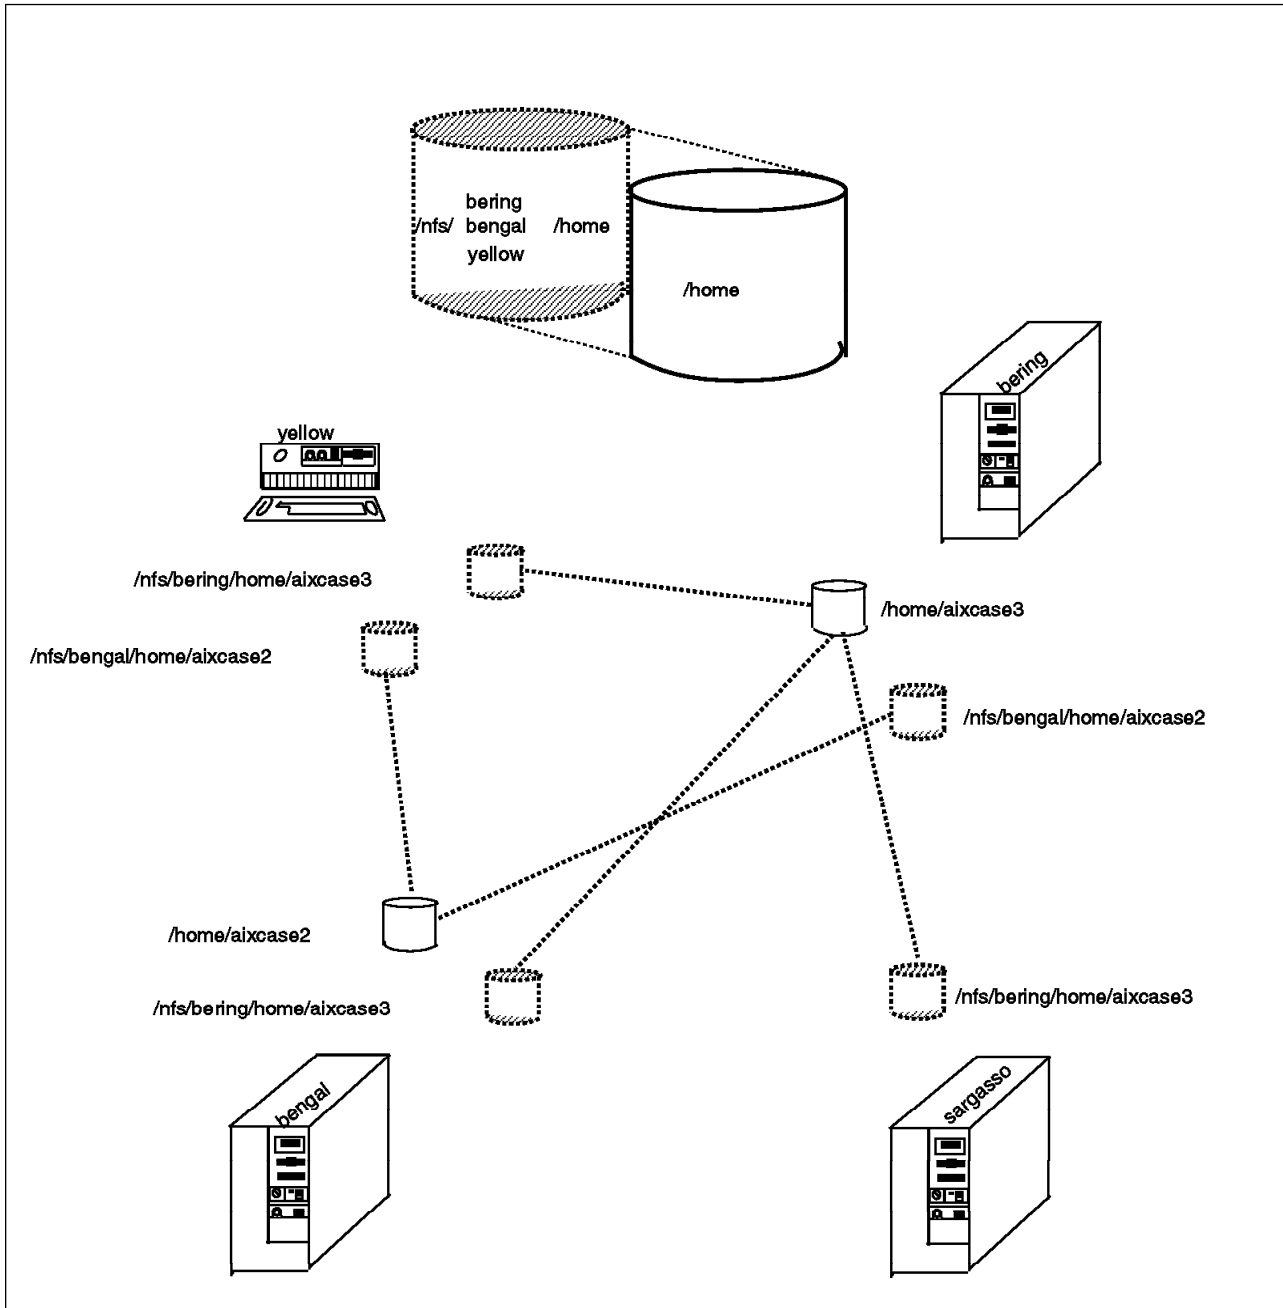 bering
/nfs/ bengal /home
yellow
/home
bering
yellow
/nfs/bering/home/aixcase3
/home/aixcase3
/nfs/bengal/home/aixcase2
/nfs/bengal/home/aixcase2
/home/aixcase2
/nfs/bering/home/aixcase3
/nfs/bering/home/aixcase3
bengal
sargasso